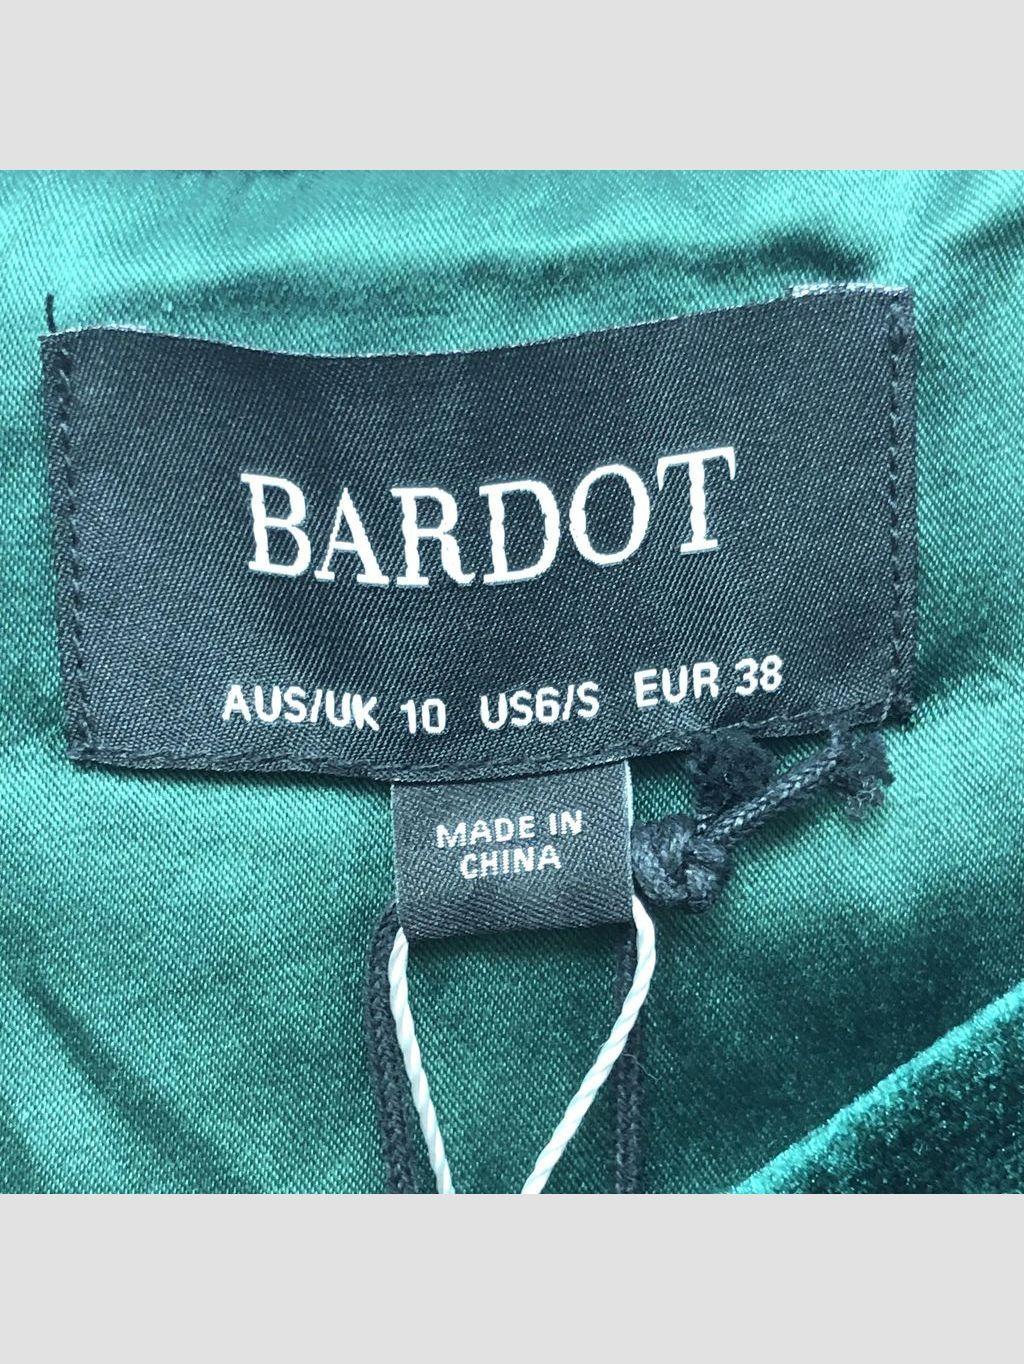 BARDOT
AUS/UK 10 US6/S EUR 38
MADE IN
CHINA